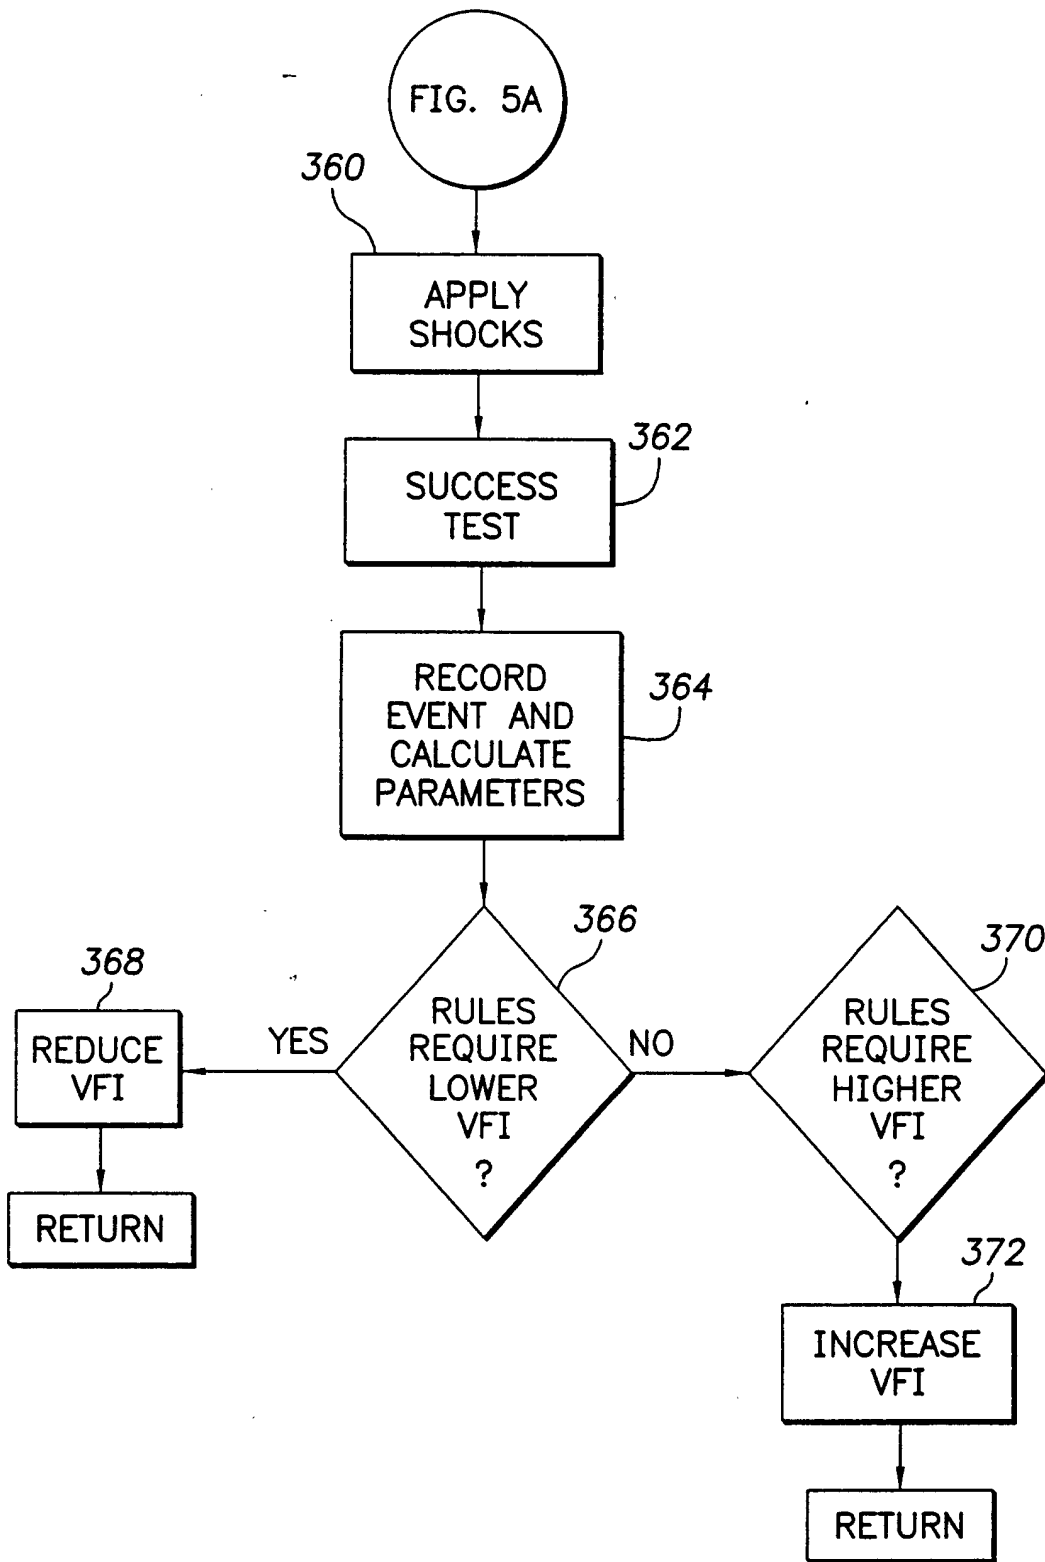 FIG. 5A
360
APPLY
SHOCKS
362
SUCCESS
TEST
364
RECORD
EVENT AND
CALCULATE
PARAMETERS
366
RULES
REQUIRE
LOWER
VFI
?
YES
NO
368
REDUCE
VFI
RETURN
370
RULES
REQUIRE
HIGHER
VFI
?
372
INCREASE
VFI
RETURN